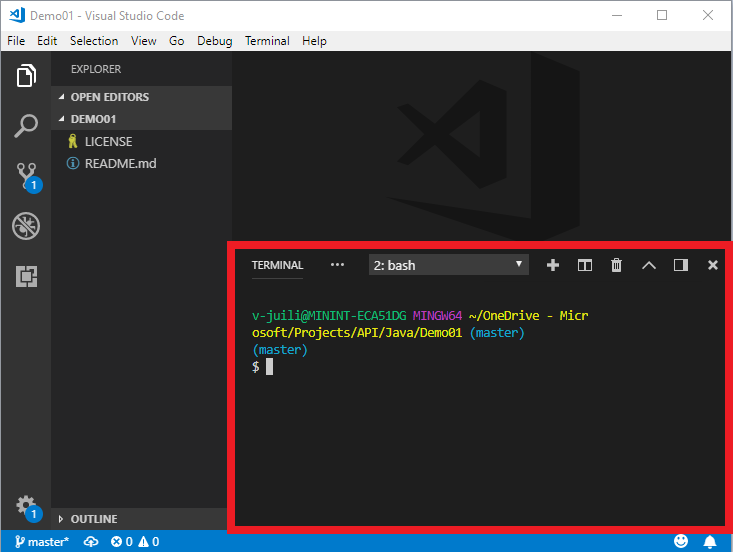 Demo01 - Visual Studio Code
File Edit Selection View Go Debug Terminal Help
EXPLORER
OPEN EDITORS
DEMO01
LICENSE
README.md
1
1
OUTLINE
TERMINAL ••• 2: bash
v-juili@MININT-ECA51DG MINGW64 ~/OneDrive - Micr
osoft/Projects/API/Java/Demo01 (master)
(master)
$
master* 0 0